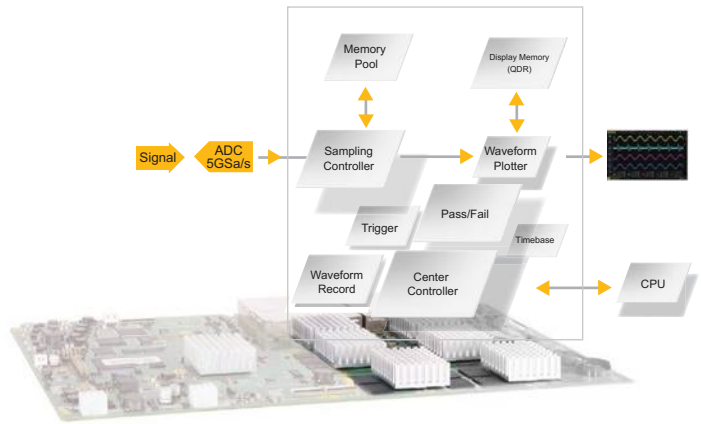 Memory
Pool
Display Memory
(QDR)
Signal
ADC
5GSa/s
Sampling
Controller
Waveform
Plotter
Pass/Fail
Trigger
Timebase
Waveform
Record
Center
Controller
CPU